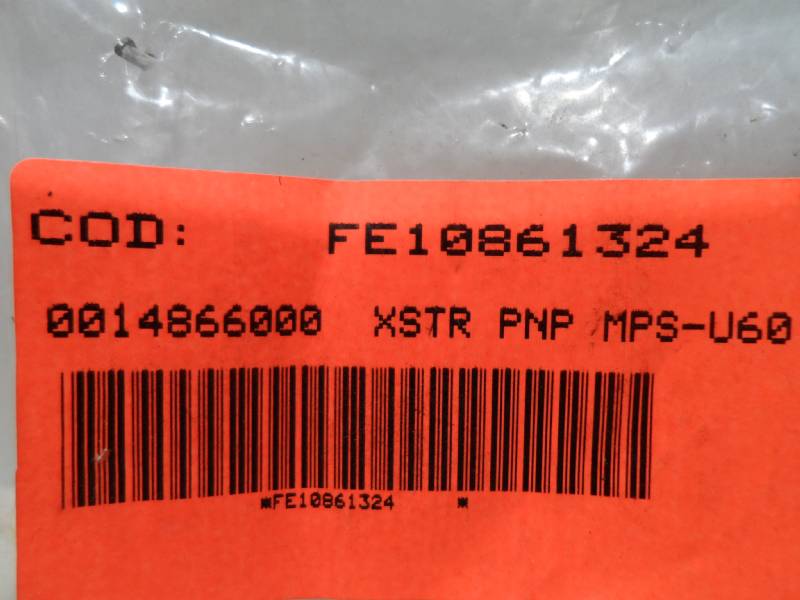 COD: FE10861324
0014866000 XSTR PNP MPS-U60
*FE10861324 *